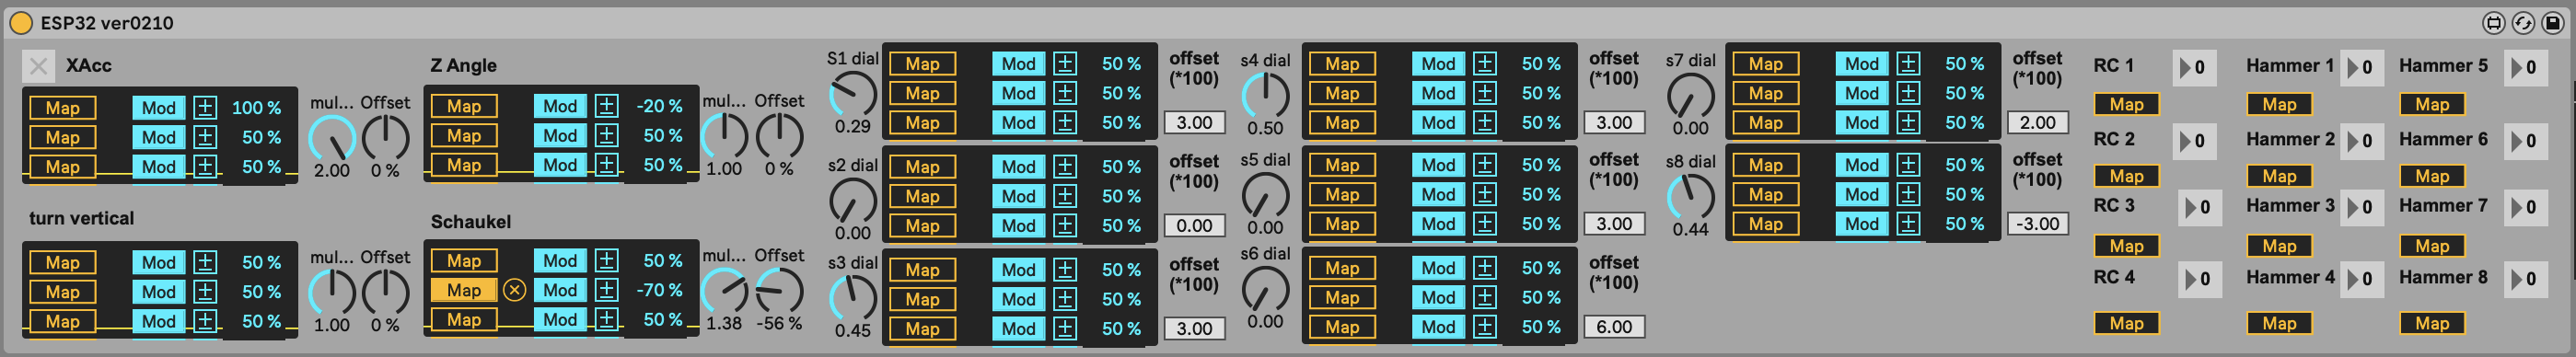 ESP32 ver0210
XAcc
Map Mod ± 100 %
Map Mod ± 50 %
Map Mod ± 50 %
mul... Offset
2.00 0 %
Z Angle
Map Mod ± -20 %
Map Mod ± 50 %
Map Mod ± 50 %
mul... Offset
1.00 0 %
turn vertical
Map Mod ± 50 %
Map Mod ± 50 %
Map Mod ± 50 %
mul... Offset
1.00 0 %
Schaukel
Map Mod ± 50 %
Map Mod ± -70 %
Map Mod ± 50 %
mul... Offset
1.38 -56 %
S1 dial
0.29
Map Mod ± 50 %
Map Mod ± 50 %
Map Mod ± 50 %
offset
(*100)
3.00
s2 dial
0.00
Map Mod ± 50 %
Map Mod ± 50 %
Map Mod ± 50 %
offset
(*100)
0.00
s3 dial
0.45
Map Mod ± 50 %
Map Mod ± 50 %
Map Mod ± 50 %
offset
(*100)
3.00
s4 dial
0.50
Map Mod ± 50 %
Map Mod ± 50 %
Map Mod ± 50 %
offset
(*100)
3.00
s5 dial
0.00
Map Mod ± 50 %
Map Mod ± 50 %
Map Mod ± 50 %
offset
(*100)
3.00
s6 dial
0.00
Map Mod ± 50 %
Map Mod ± 50 %
Map Mod ± 50 %
offset
(*100)
6.00
s7 dial
0.00
Map Mod ± 50 %
Map Mod ± 50 %
Map Mod ± 50 %
offset
(*100)
2.00
s8 dial
0.44
Map Mod ± 50 %
Map Mod ± 50 %
Map Mod ± 50 %
offset
(*100)
-3.00
RC 1 0
Map
RC 2 0
Map
RC 3 0
Map
RC 4 0
Map
Hammer 1 0
Map
Hammer 2 0
Map
Hammer 3 0
Map
Hammer 4 0
Map
Hammer 5 0
Map
Hammer 6 0
Map
Hammer 7 0
Map
Hammer 8 0
Map